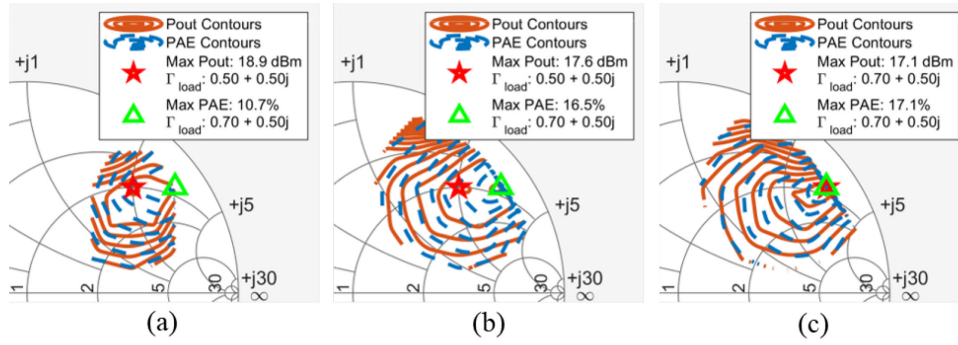 Pout Contours
PAE Contours
Max Pout: 18.9 dBm
Γload: 0.50 + 0.50j
Max PAE: 10.7%
Γload: 0.70 + 0.50j
+j1
+j5
+j30
1
2
5
30
∞
(a)
Pout Contours
PAE Contours
Max Pout: 17.6 dBm
Γload: 0.50 + 0.50j
Max PAE: 16.5%
Γload: 0.70 + 0.50j
+j1
+j5
+j30
1
2
5
30
∞
(b)
Pout Contours
PAE Contours
Max Pout: 17.1 dBm
Γload: 0.70 + 0.50j
Max PAE: 17.1%
Γload: 0.70 + 0.50j
+j1
+j5
+j30
1
2
5
30
∞
(c)